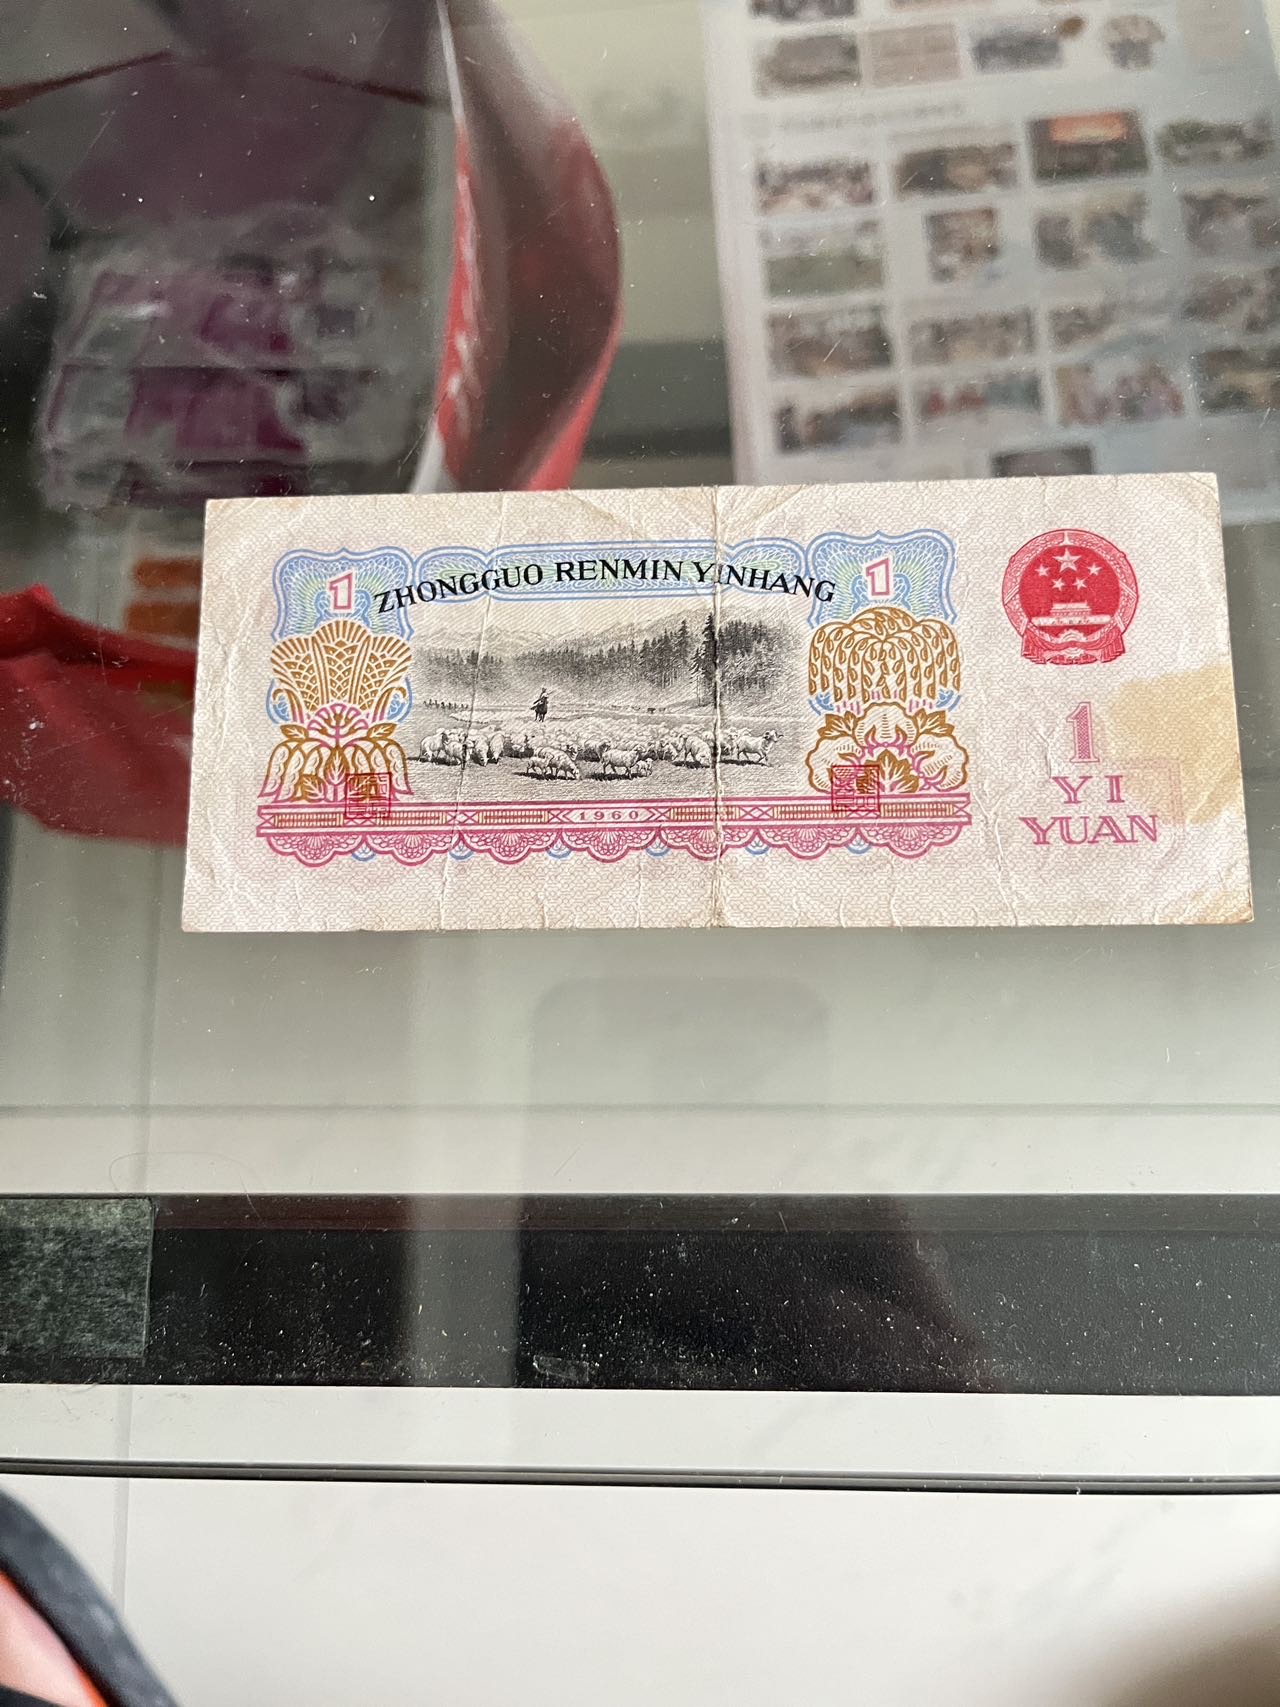 1 ZHONGGUO RENMIN YINHANG 1
1960
1
YI
YUAN